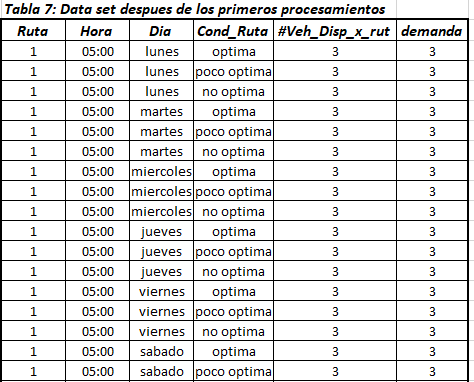 Tabla 7: Data set despues de los primeros procesamientos
Ruta Hora Dia Cond_Ruta #Veh_Disp_x_rut demanda
1 05:00 lunes optima 3 3
1 05:00 lunes poco optima 3 3
1 05:00 lunes no optima 3 3
1 05:00 martes optima 3 3
1 05:00 martes poco optima 3 3
1 05:00 martes no optima 3 3
1 05:00 miercoles optima 3 3
1 05:00 miercoles poco optima 3 3
1 05:00 miercoles no optima 3 3
1 05:00 jueves optima 3 3
1 05:00 jueves poco optima 3 3
1 05:00 jueves no optima 3 3
1 05:00 viernes optima 3 3
1 05:00 viernes poco optima 3 3
1 05:00 viernes no optima 3 3
1 05:00 sabado optima 3 3
1 05:00 sabado poco optima 3 3